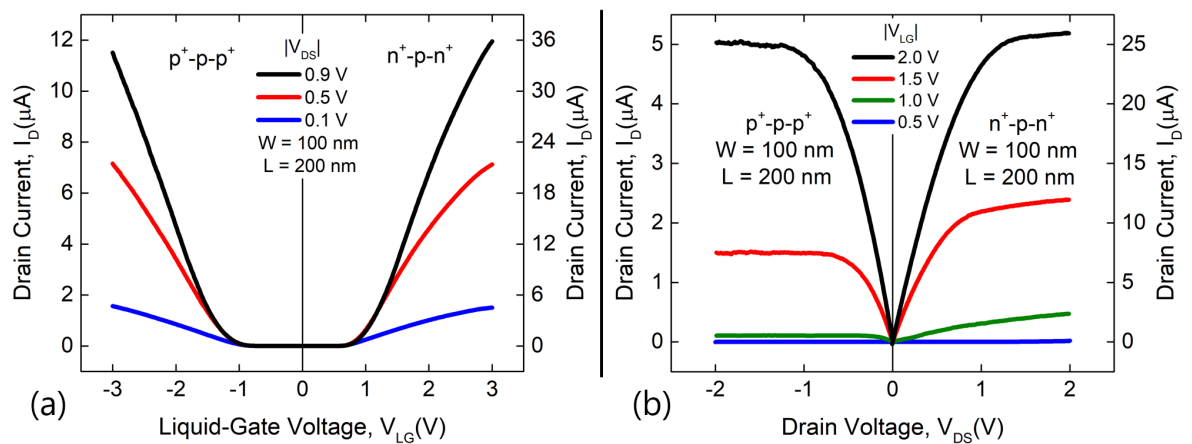 12
10
8
6
4
2
0
Drain Current, I_D(μA)
p⁺-p-p⁺
|V_DS|
0.9 V
0.5 V
0.1 V
W = 100 nm
L = 200 nm
n⁺-p-n⁺
36
30
24
18
12
6
0
Drain Current, I_D(μA)
-3 -2 -1 0 1 2 3
Liquid-Gate Voltage, V_LG(V)
(a)
5
4
3
2
1
0
Drain Current, I_D(μA)
|V_LG|
2.0 V
1.5 V
1.0 V
0.5 V
p⁺-p-p⁺
W = 100 nm
L = 200 nm
n⁺-p-n⁺
W = 100 nm
L = 200 nm
25
20
15
10
5
0
Drain Current, I_D(μA)
-2 -1 0 1 2
Drain Voltage, V_DS(V)
(b)